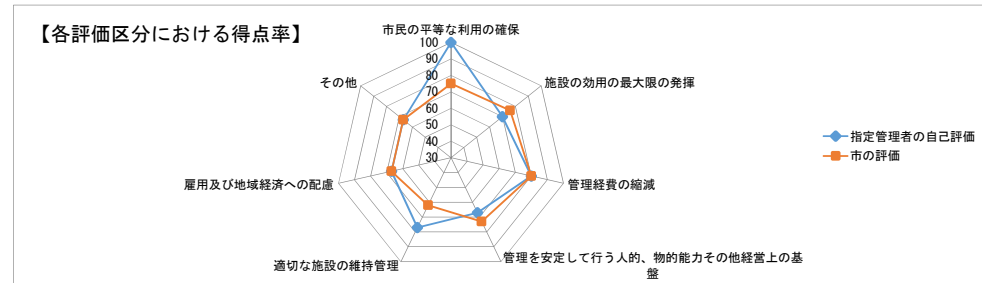 【各評価区分における得点率】
市民の平等な利用の確保
100
90
80
70
60
50
40
30
施設の効用の最大限の発揮
管理経費の縮減
管理を安定して行う人的、物的能力その他経営上の基
盤
適切な施設の維持管理
雇用及び地域経済への配慮
その他
指定管理者の自己評価
市の評価